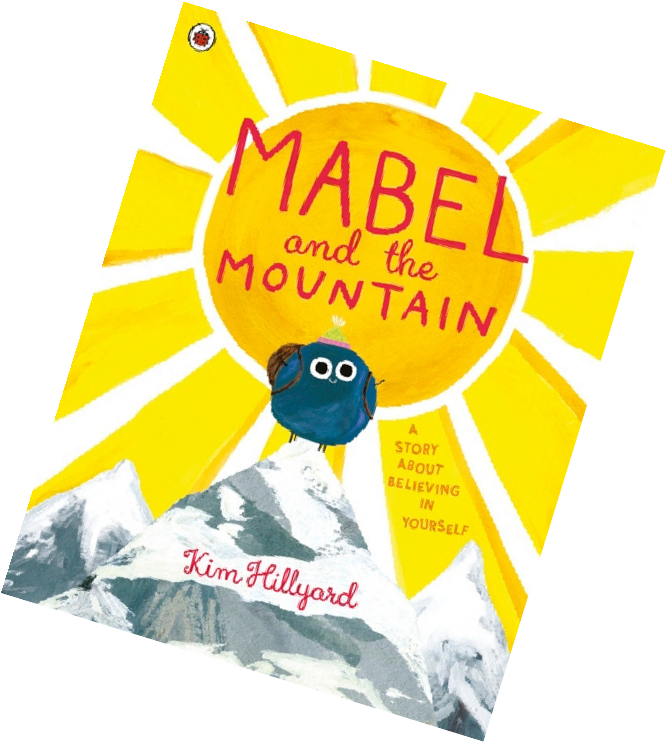 MABEL
and the
MOUNTAIN
A
STORY
ABOUT
BELIEVING
IN
YOURSELF
Kim Hillyard